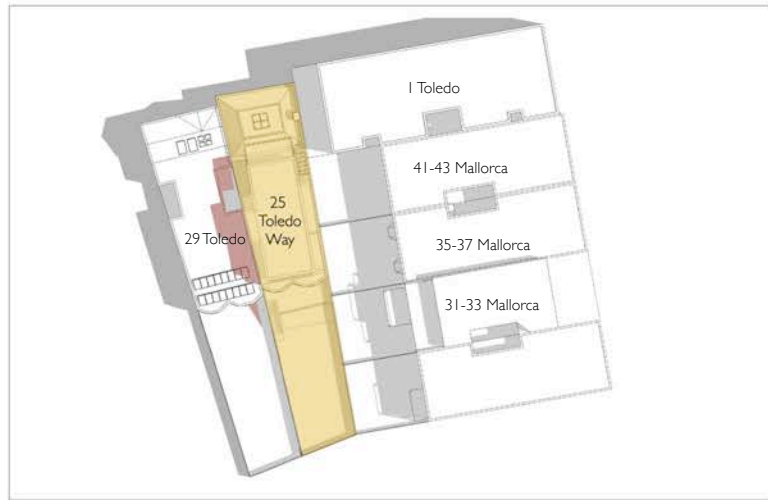 1 Toledo
41-43 Mallorca
25
Toledo
Way
29 Toledo
35-37 Mallorca
31-33 Mallorca